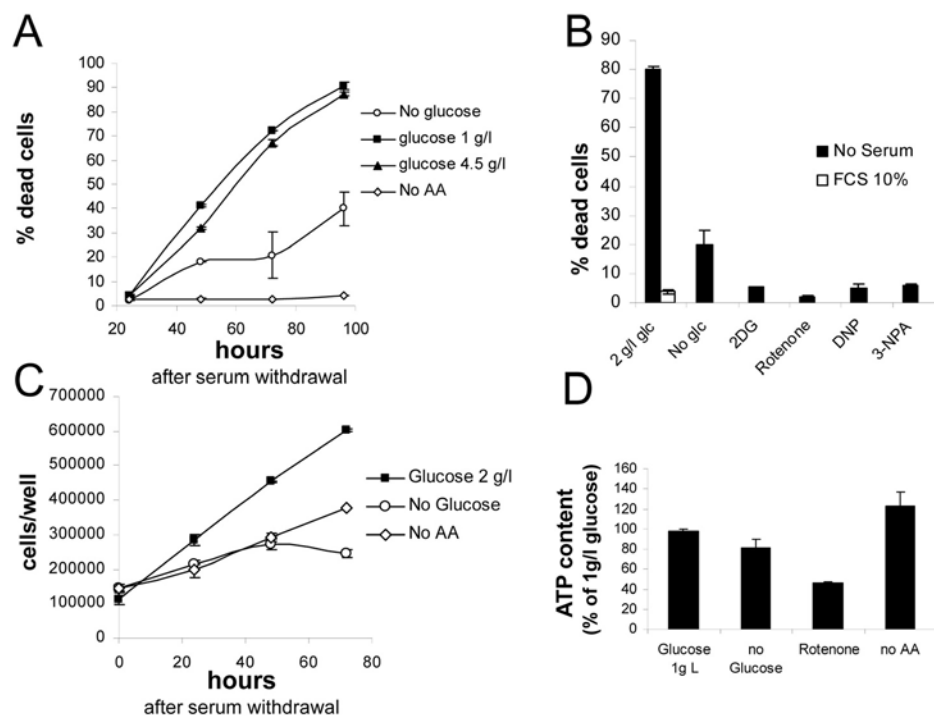 A
% dead cells
100
90
80
70
60
50
40
30
20
10
0
20
40
60
80
100
hours
after serum withdrawal
No glucose
glucose 1 g/l
glucose 4.5 g/l
No AA
B
% dead cells
90
80
70
60
50
40
30
20
10
0
2 g/l glc
No glc
2DG
Rotenone
DNP
3-NPA
No Serum
FCS 10%
C
cells/well
700000
600000
500000
400000
300000
200000
100000
0
0
20
40
60
80
hours
after serum withdrawal
Glucose 2 g/l
No Glucose
No AA
D
ATP content
(% of 1g/l glucose)
160
140
120
100
80
60
40
20
0
Glucose
1g L
no
Glucose
Rotenone
no AA